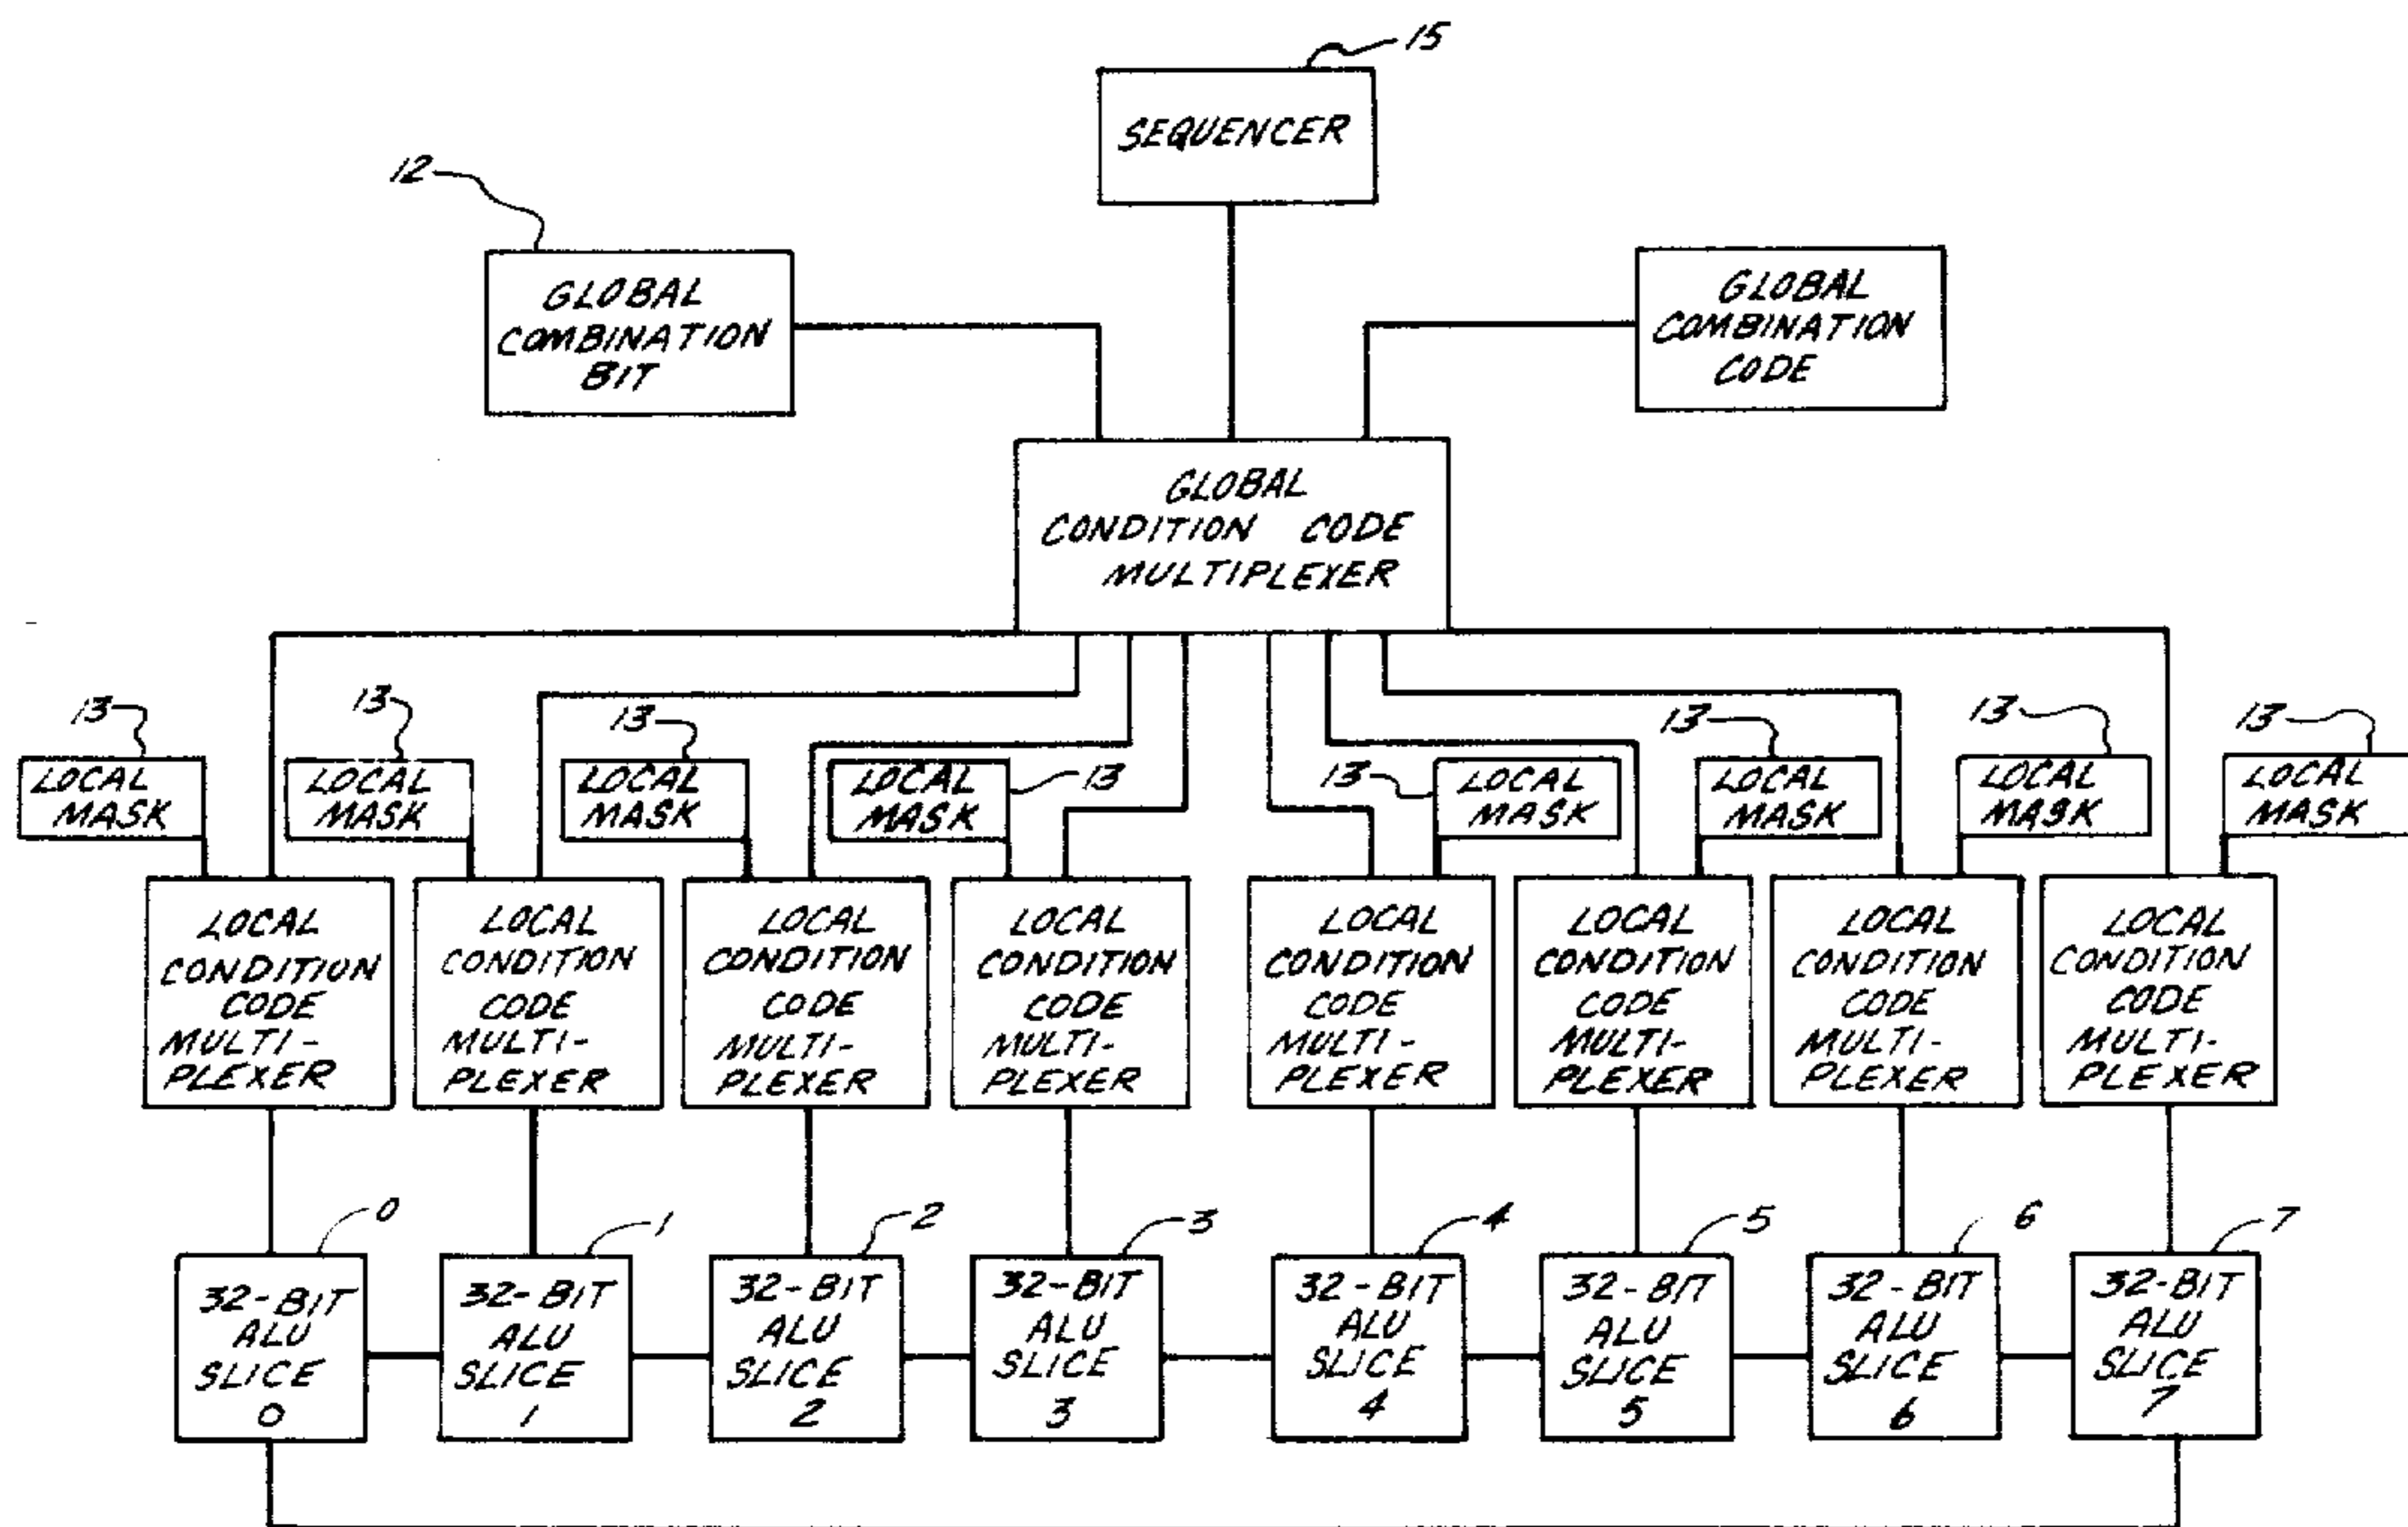 15
SEQUENCER
12
GLOBAL
COMBINATION
BIT
GLOBAL
COMBINATION
CODE
GLOBAL
CONDITION CODE
MULTIPLEXER
13
LOCAL
MASK
13
LOCAL
MASK
13
LOCAL
MASK
13
LOCAL
MASK
13
LOCAL
MASK
13
LOCAL
MASK
13
LOCAL
MASK
13
LOCAL
MASK
LOCAL
CONDITION
CODE
MULTI-
PLEXER
LOCAL
CONDITION
CODE
MULTI-
PLEXER
LOCAL
CONDITION
CODE
MULTI-
PLEXER
LOCAL
CONDITION
CODE
MULTI-
PLEXER
LOCAL
CONDITION
CODE
MULTI-
PLEXER
LOCAL
CONDITION
CODE
MULTI-
PLEXER
LOCAL
CONDITION
CODE
MULTI-
PLEXER
LOCAL
CONDITION
CODE
MULTI-
PLEXER
0
32-BIT
ALU
SLICE
0
1
32-BIT
ALU
SLICE
1
2
32-BIT
ALU
SLICE
2
3
32-BIT
ALU
SLICE
3
4
32-BIT
ALU
SLICE
4
5
32-BIT
ALU
SLICE
5
6
32-BIT
ALU
SLICE
6
7
32-BIT
ALU
SLICE
7